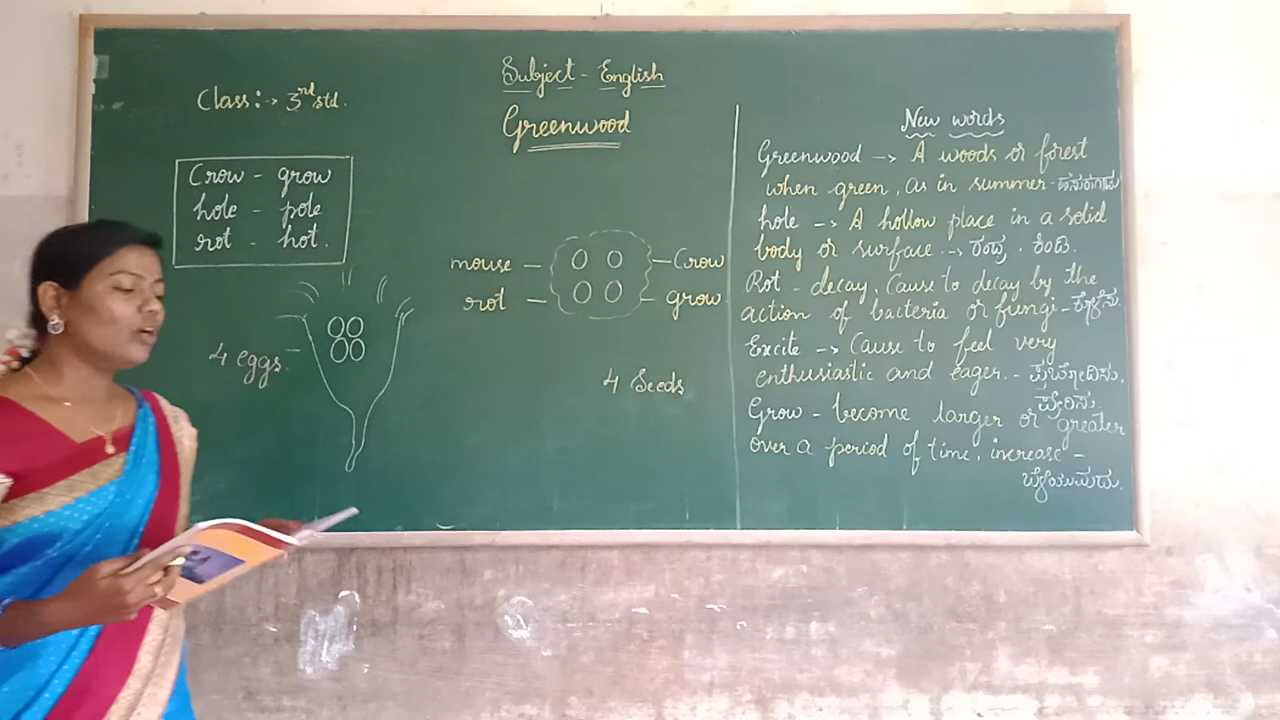 Subject - English
Class:-> 3rd std.
Greenwood
Crow - grow
hole - pole
rot - hot.
4 eggs -
mouse - - Crow
rot - - grow
4 Seeds
New words
Greenwood -> A woods or forest
when green, as in summer -
hole -> A hollow place in a solid
body or surface. -> ರಂಧ್ರ.
Rot - decay, Cause to decay by the
action of bacteria or fungi -
Excite -> Cause to feel very
enthusiastic and eager. - ಪ್ರಚೋದಿಸು.
ಪ್ರೇರಿಸು.
Grow - become larger or greater
over a period of time, increase -
ಬೆಳೆಯುವುದು.